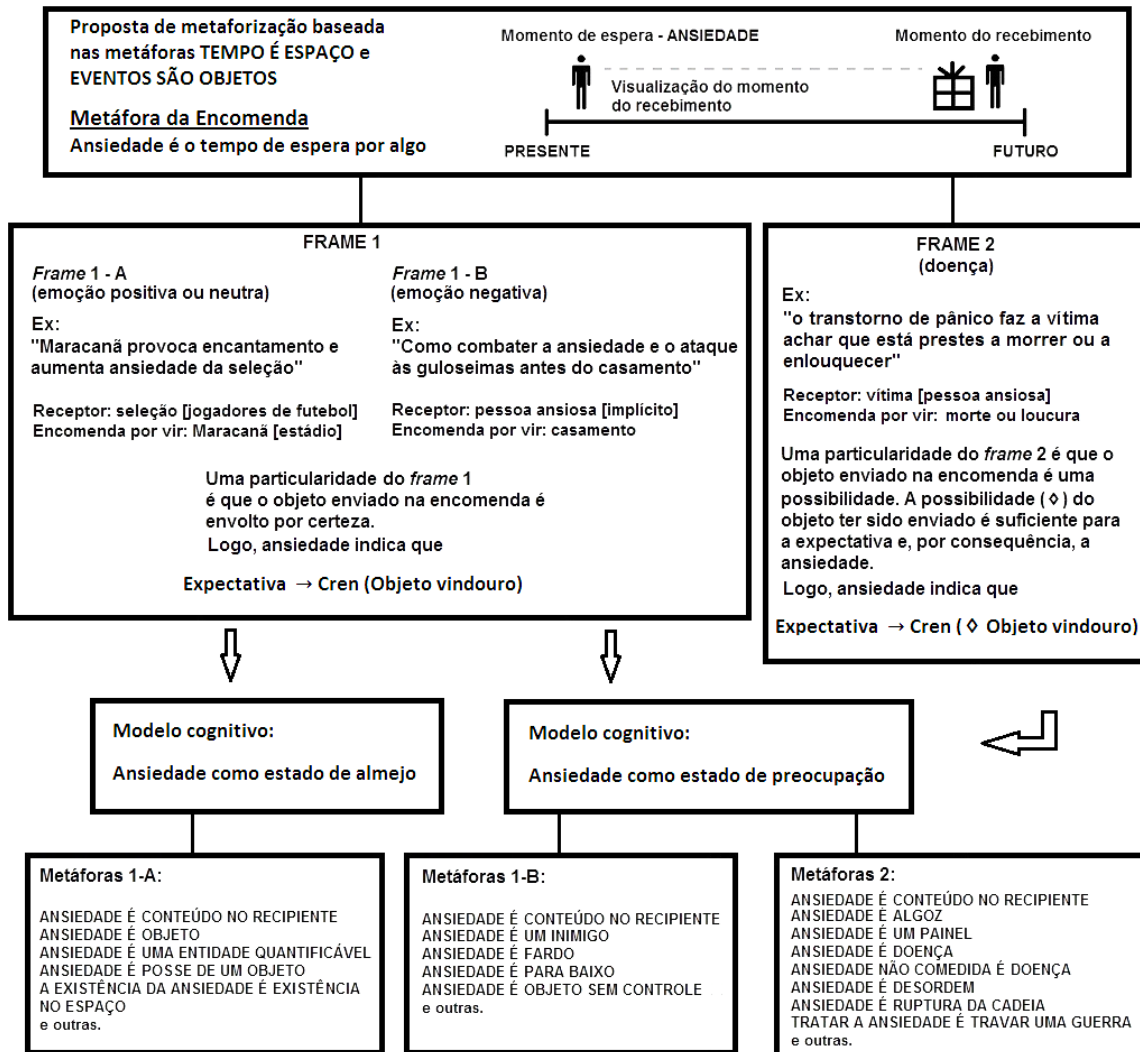 Proposta de metaforização baseada
nas metáforas TEMPO É ESPAÇO e
EVENTOS SÃO OBJETOS
Metáfora da Encomenda
Ansiedade é o tempo de espera por algo
Momento de espera - ANSIEDADE
Momento do recebimento
Visualização do momento
do recebimento
PRESENTE
FUTURO
FRAME 1
Frame 1 - A
(emoção positiva ou neutra)
Ex:
"Maracanã provoca encantamento e
aumenta ansiedade da seleção"
Receptor: seleção [jogadores de futebol]
Encomenda por vir: Maracanã [estádio]
Frame 1 - B
(emoção negativa)
Ex:
"Como combater a ansiedade e o ataque
às guloseimas antes do casamento"
Receptor: pessoa ansiosa [implícito]
Encomenda por vir: casamento
Uma particularidade do frame 1
é que o objeto enviado na encomenda é
envolto por certeza.
Logo, ansiedade indica que
Expectativa → Cren (Objeto vindouro)
FRAME 2
(doença)
Ex:
"o transtorno de pânico faz a vítima
achar que está prestes a morrer ou a
enlouquecer"
Receptor: vítima [pessoa ansiosa]
Encomenda por vir: morte ou loucura
Uma particularidade do frame 2 é que o
objeto enviado na encomenda é uma
possibilidade. A possibilidade (◊) do
objeto ter sido enviado é suficiente para
a expectativa e, por consequência, a
ansiedade.
Logo, ansiedade indica que
Expectativa → Cren ( ◊ Objeto vindouro)
Modelo cognitivo:
Ansiedade como estado de almejo
Modelo cognitivo:
Ansiedade como estado de preocupação
Metáforas 1-A:
ANSIEDADE É CONTEÚDO NO RECIPIENTE
ANSIEDADE É OBJETO
ANSIEDADE É UMA ENTIDADE QUANTIFICÁVEL
ANSIEDADE É POSSE DE UM OBJETO
A EXISTÊNCIA DA ANSIEDADE É EXISTÊNCIA
NO ESPAÇO
e outras.
Metáforas 1-B:
ANSIEDADE É CONTEÚDO NO RECIPIENTE
ANSIEDADE É UM INIMIGO
ANSIEDADE É FARDO
ANSIEDADE É PARA BAIXO
ANSIEDADE É OBJETO SEM CONTROLE
e outras.
Metáforas 2:
ANSIEDADE É CONTEÚDO NO RECIPIENTE
ANSIEDADE É ALGOZ
ANSIEDADE É UM PAINEL
ANSIEDADE É DOENÇA
ANSIEDADE NÃO COMEDIDA É DOENÇA
ANSIEDADE É DESORDEM
ANSIEDADE É RUPTURA DA CADEIA
TRATAR A ANSIEDADE É TRAVAR UMA GUERRA
e outras.